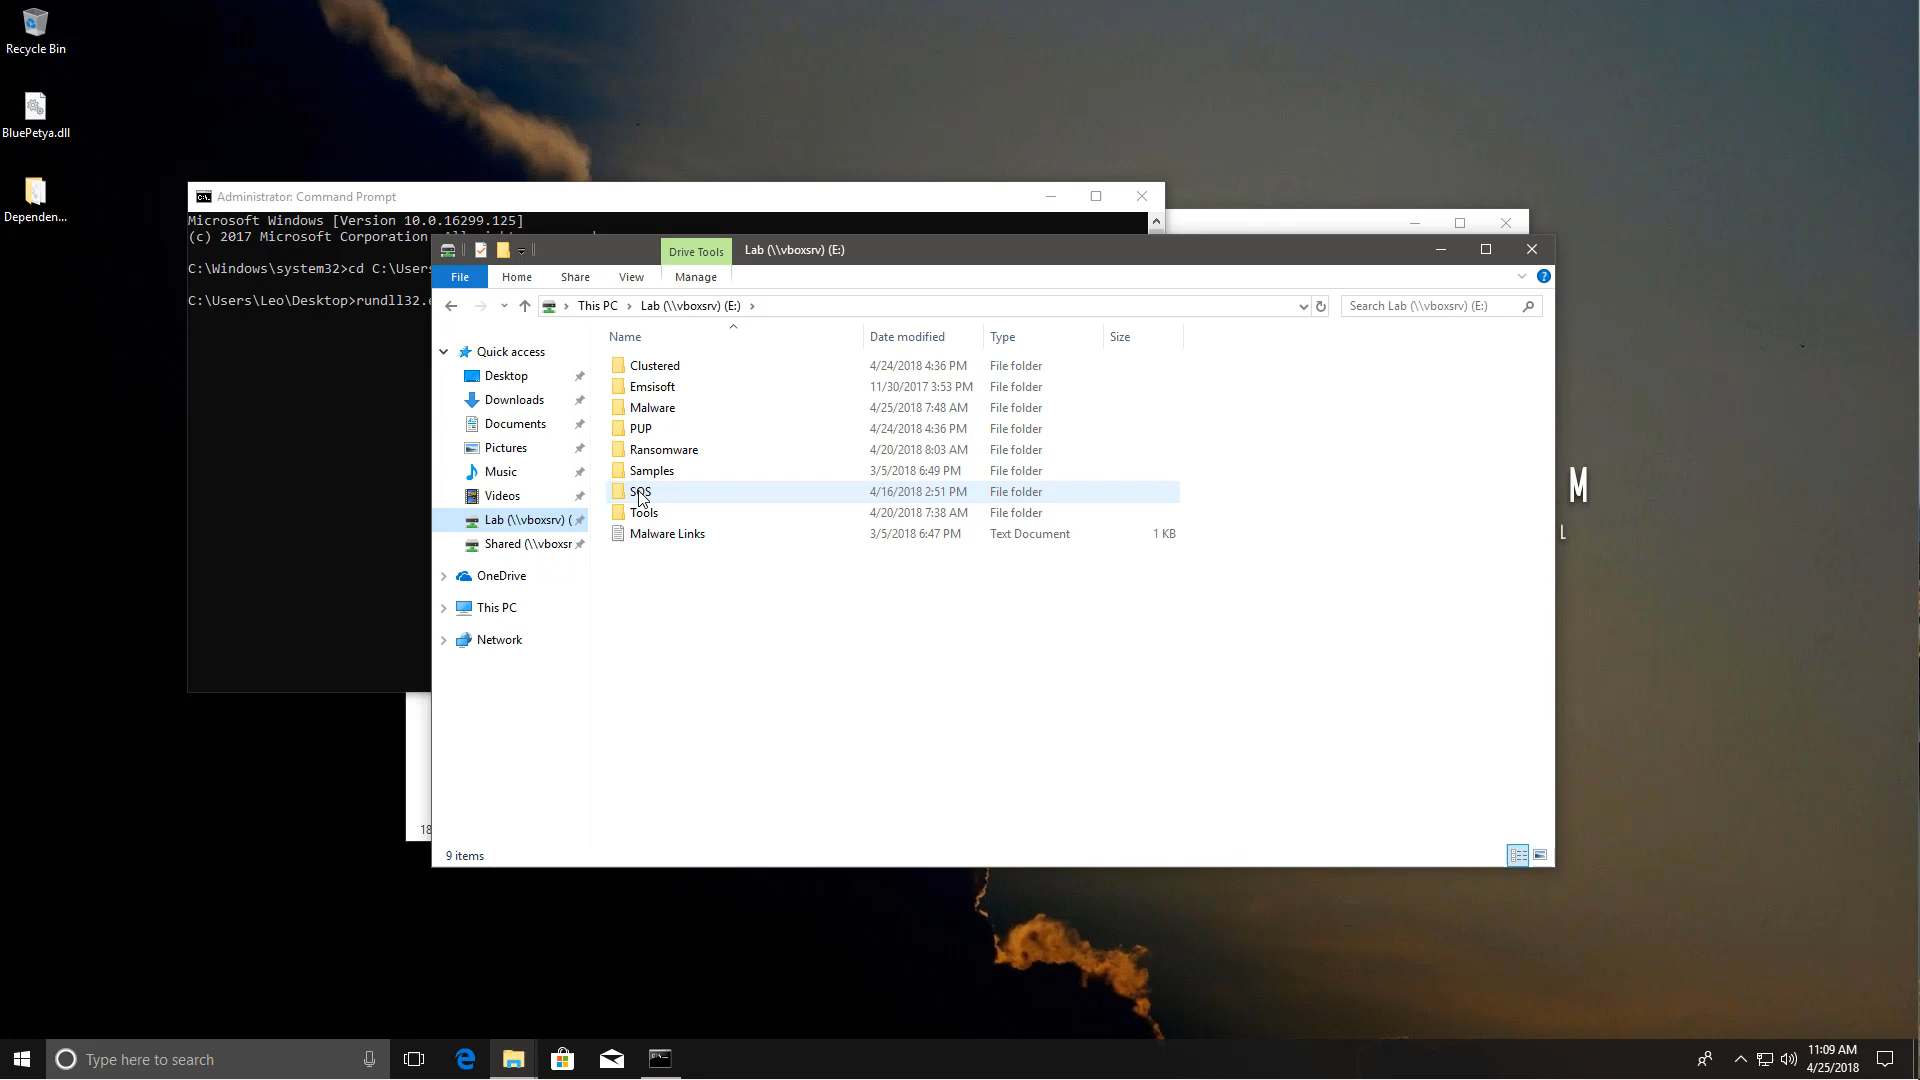 Recycle Bin
BluePetya.dll
Dependen...
Administrator: Command Prompt
Microsoft Windows [Version 10.0.16299.125]
(c) 2017 Microsoft Corporation
C:\Windows\system32>cd C:\Users
C:\Users\Leo\Desktop>rundll32.e
Drive Tools
Lab (\\vboxsrv) (E:)
File
Home
Share
View
Manage
This PC
Lab (\\vboxsrv) (E:)
Search Lab (\\vboxsrv) (E:)
Name
Date modified
Type
Size
Quick access
Desktop
Downloads
Documents
Pictures
Music
Videos
Lab (\\vboxsrv) (
Shared (\\vboxsr
OneDrive
This PC
Network
Clustered 4/24/2018 4:36 PM File folder
Emsisoft 11/30/2017 3:53 PM File folder
Malware 4/25/2018 7:48 AM File folder
PUP 4/24/2018 4:36 PM File folder
Ransomware 4/20/2018 8:03 AM File folder
Samples 3/5/2018 6:49 PM File folder
SOS 4/16/2018 2:51 PM File folder
Tools 4/20/2018 7:38 AM File folder
Malware Links 3/5/2018 6:47 PM Text Document 1 KB
18
9 items
M
L
Type here to search
11:09 AM
4/25/2018